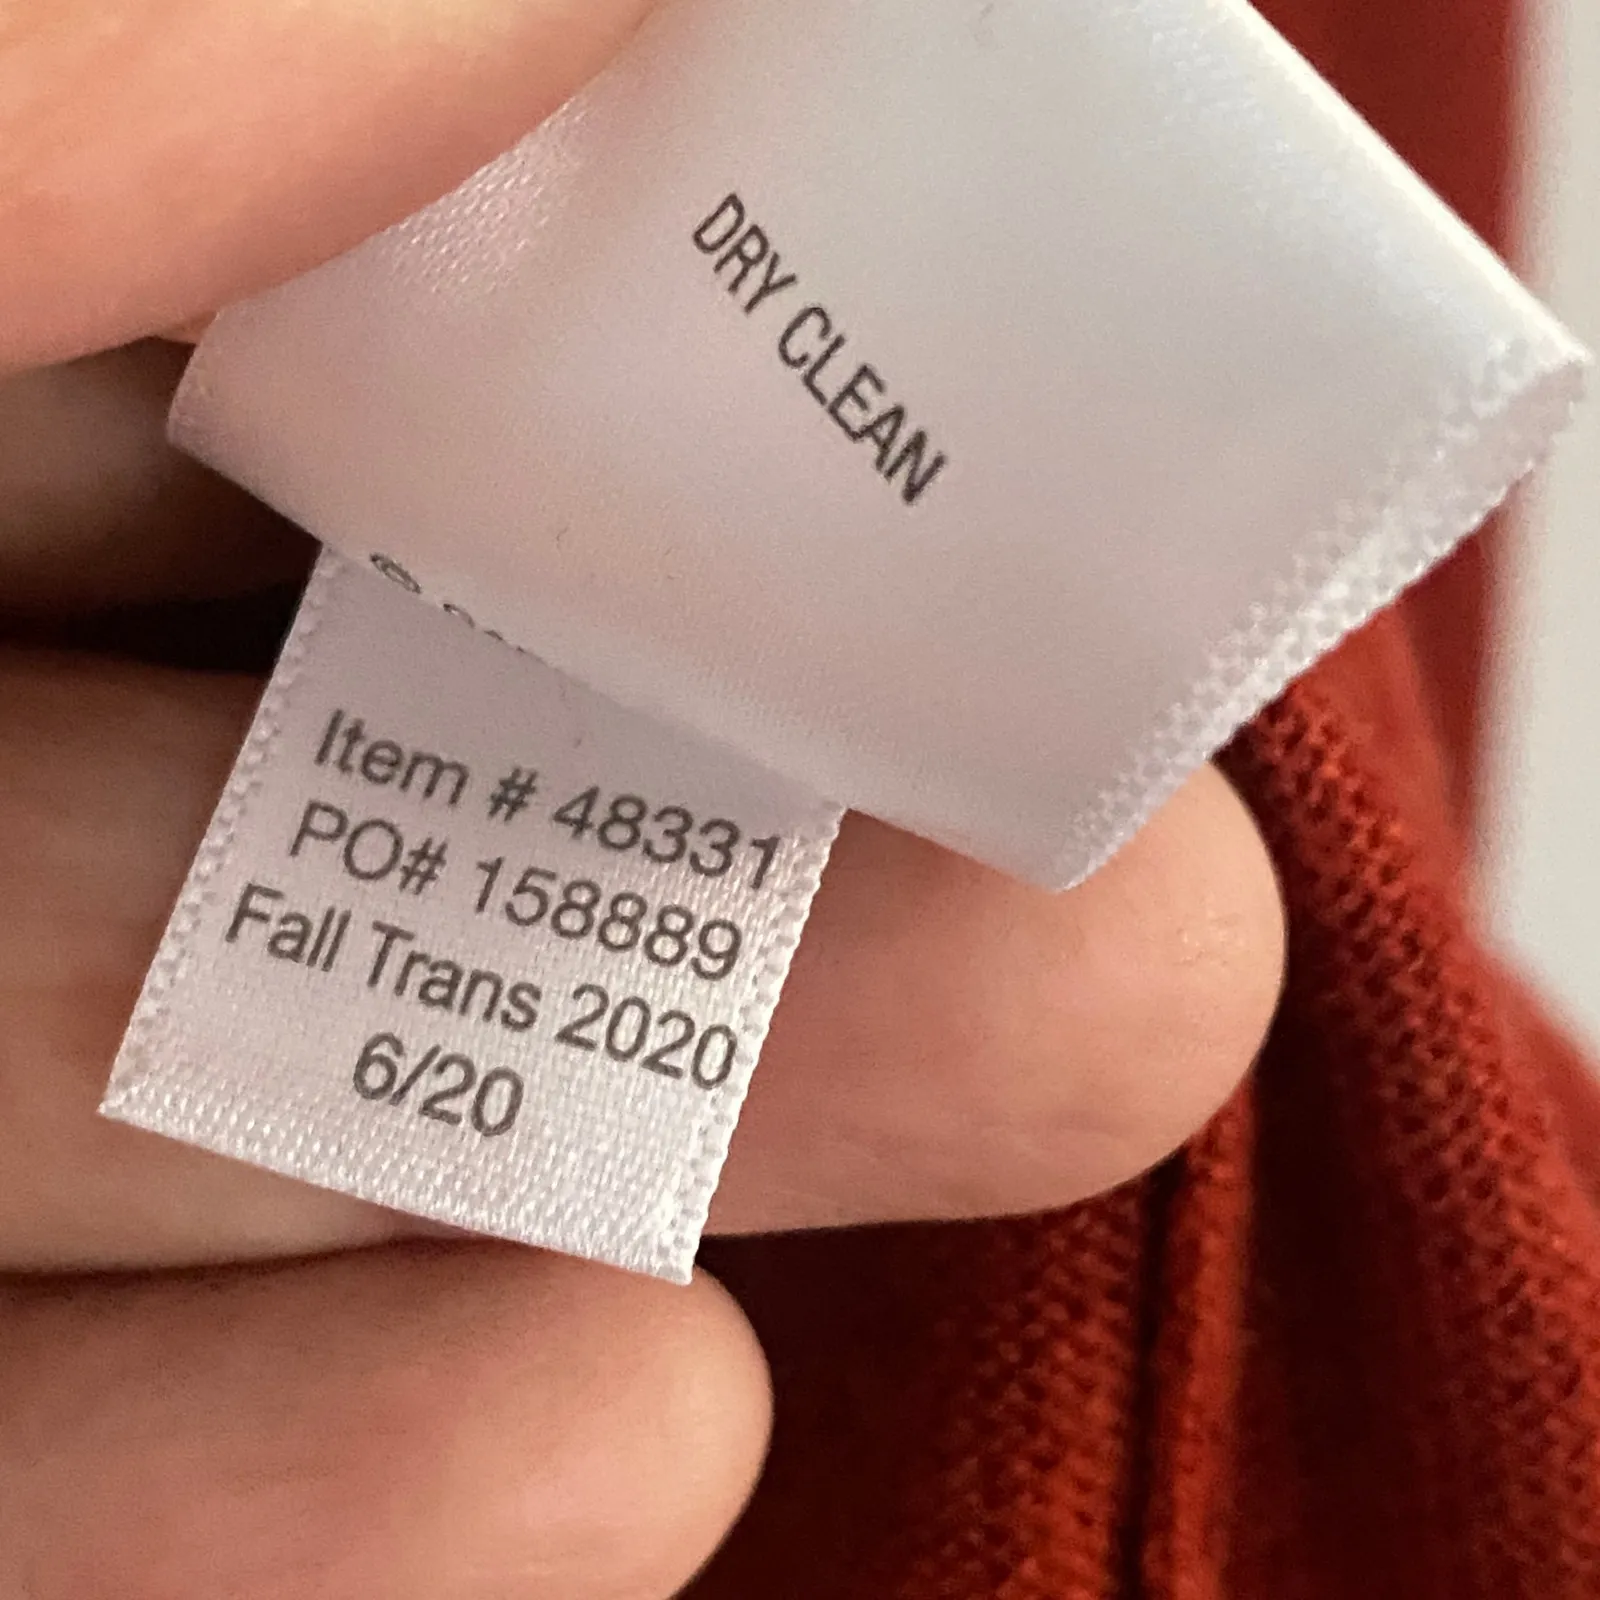 DRY CLEAN
Item # 48331
PO# 158889
Fall Trans 2020
6/20